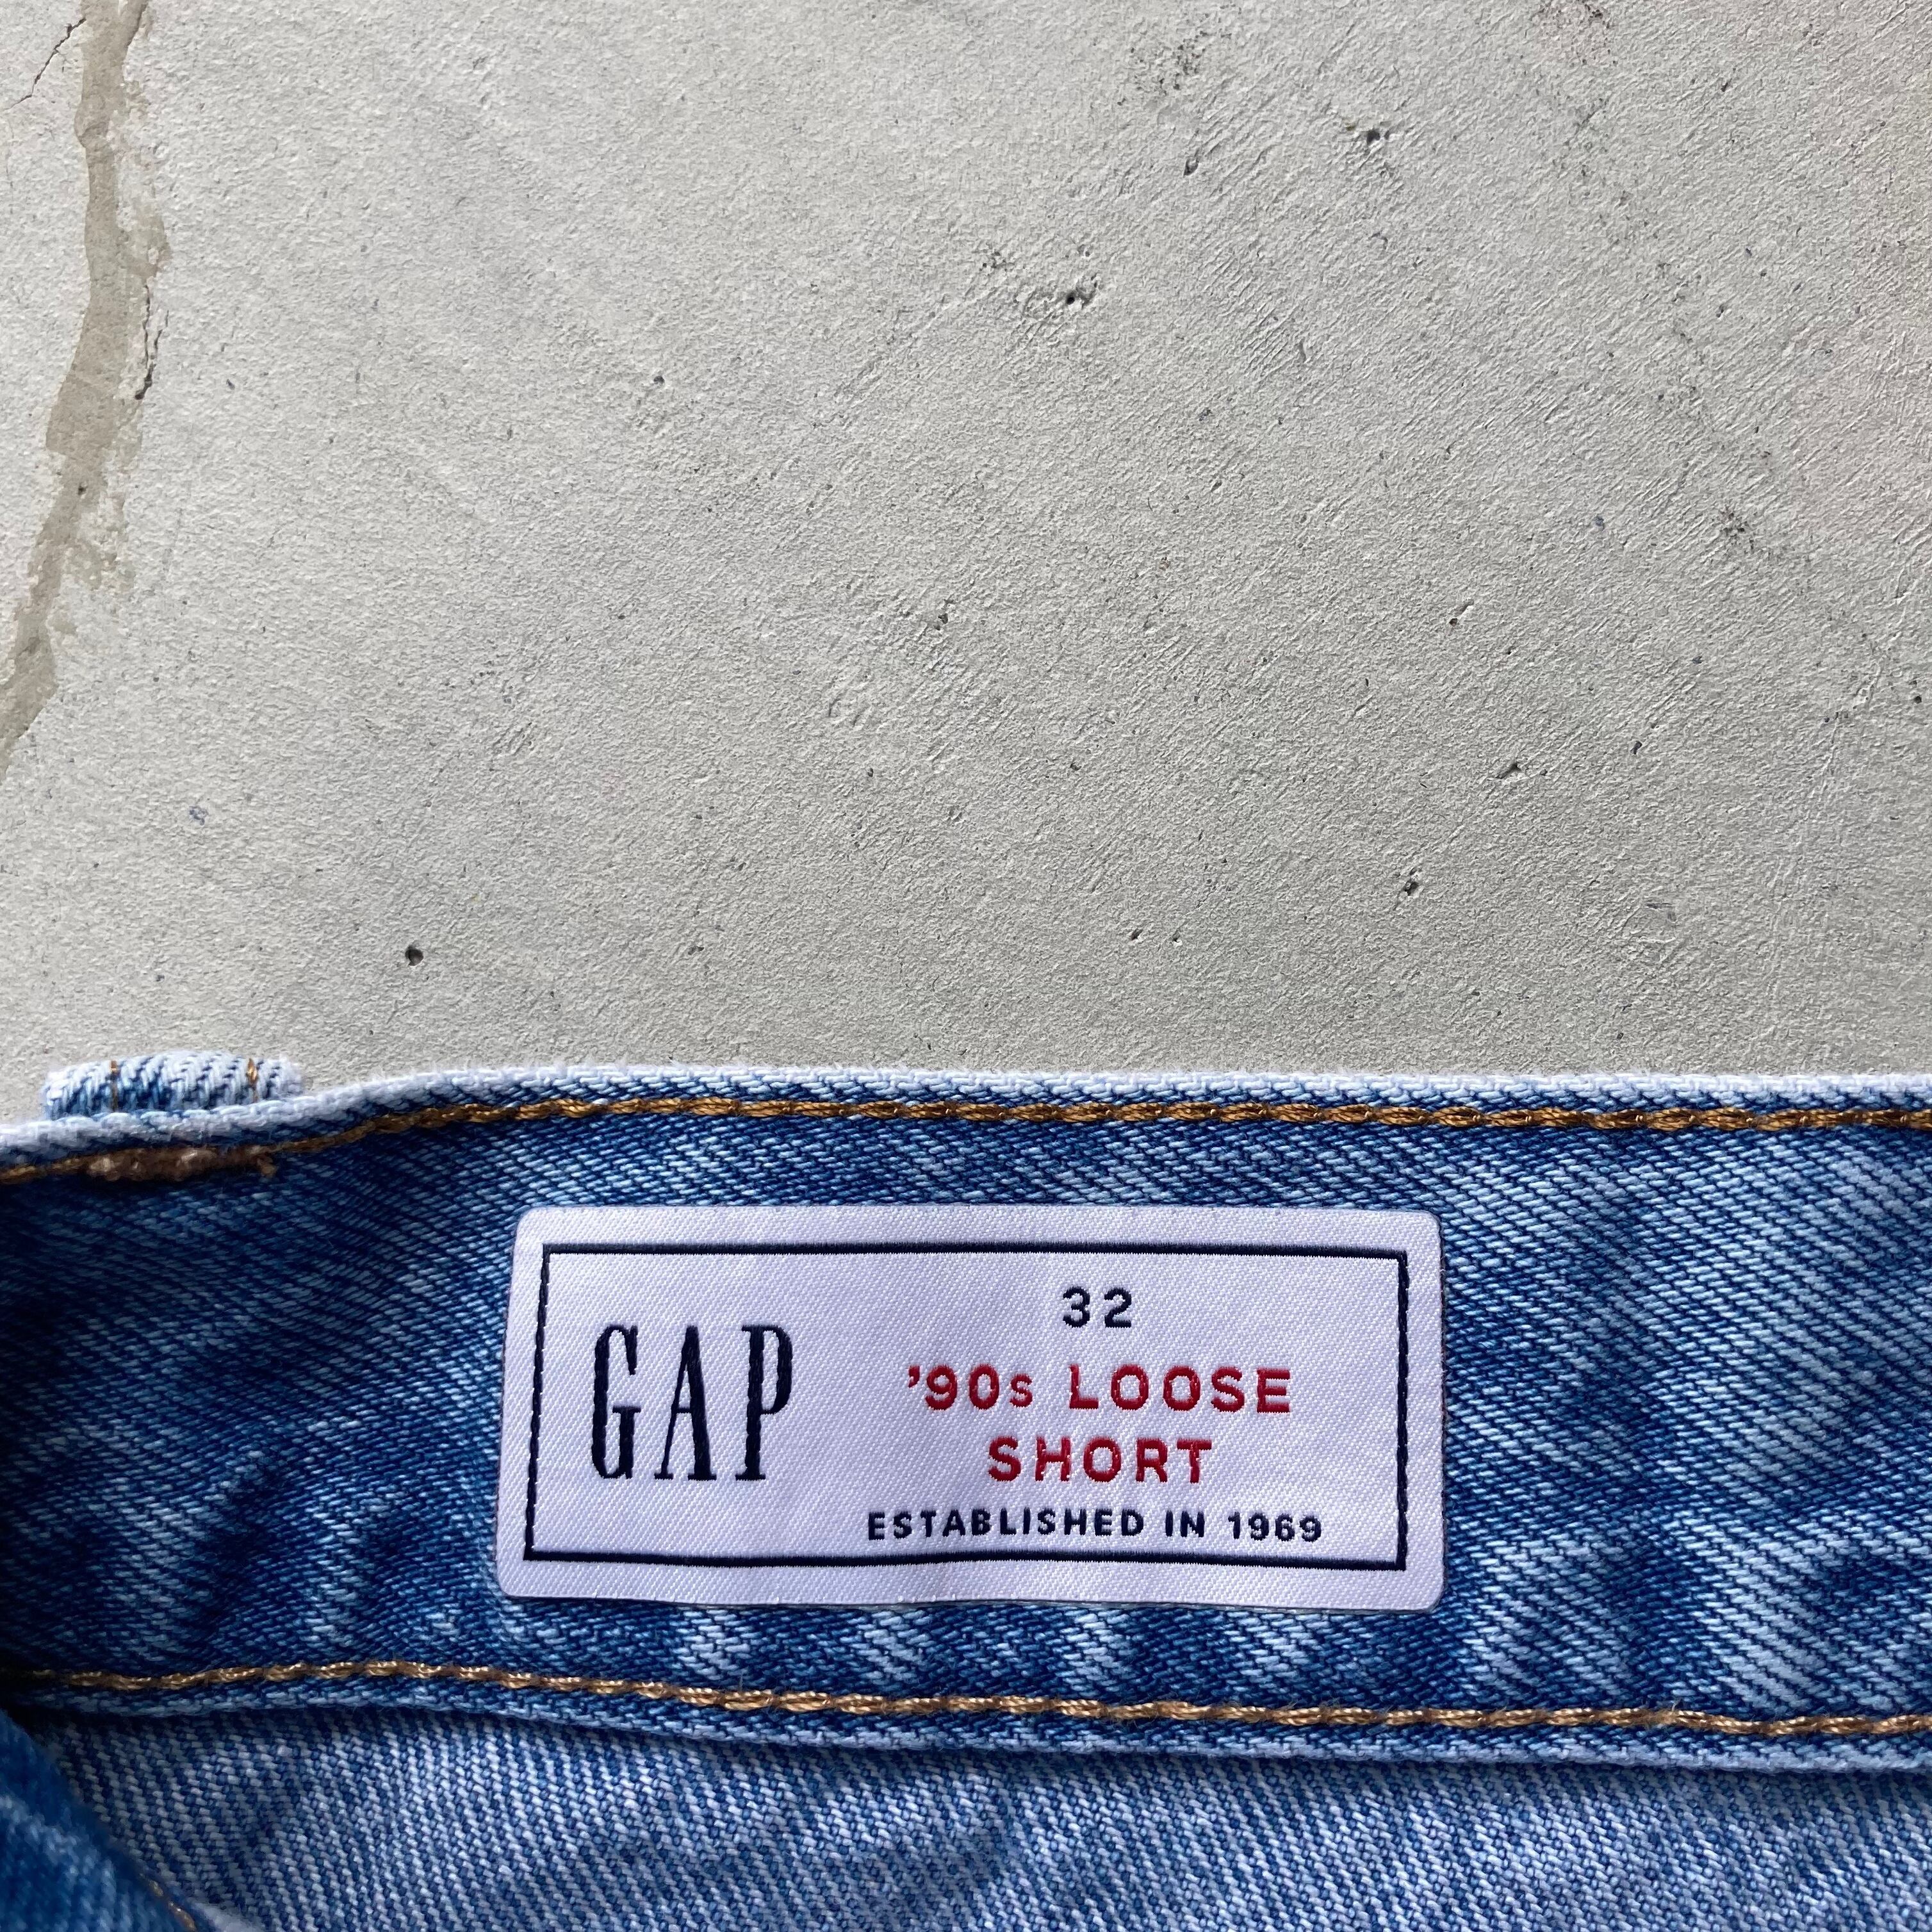 GAP
32
'90s LOOSE
SHORT
ESTABLISHED IN 1969